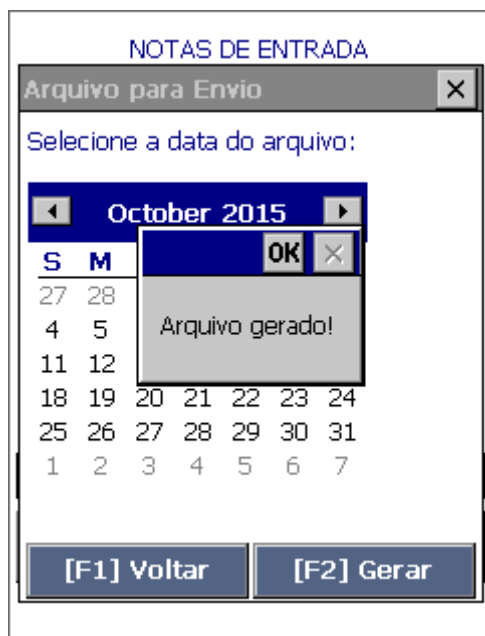 NOTAS DE ENTRADA
Arquivo para Envio
Selecione a data do arquivo:
October 2015
OK
S M
27 28
4 5
Arquivo gerado!
11 12
18 19 20 21 22 23 24
25 26 27 28 29 30 31
1 2 3 4 5 6 7
[F1] Voltar [F2] Gerar